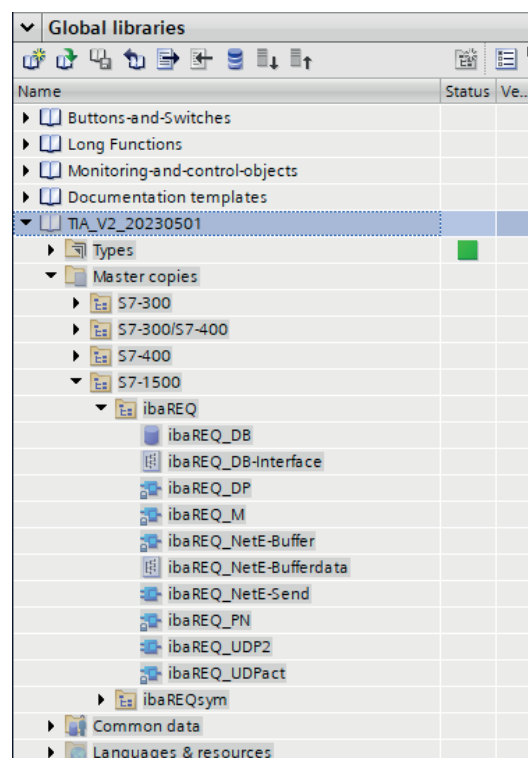 Global libraries
Name Status Ve..
Buttons-and-Switches
Long Functions
Monitoring-and-control-objects
Documentation templates
TIA_V2_20230501
Types
Master copies
S7-300
S7-300/S7-400
S7-400
S7-1500
ibaREQ
ibaREQ_DB
ibaREQ_DB-Interface
ibaREQ_DP
ibaREQ_M
ibaREQ_NetE-Buffer
ibaREQ_NetE-Bufferdata
ibaREQ_NetE-Send
ibaREQ_PN
ibaREQ_UDP2
ibaREQ_UDPact
ibaREQsym
Common data
Languages & resources